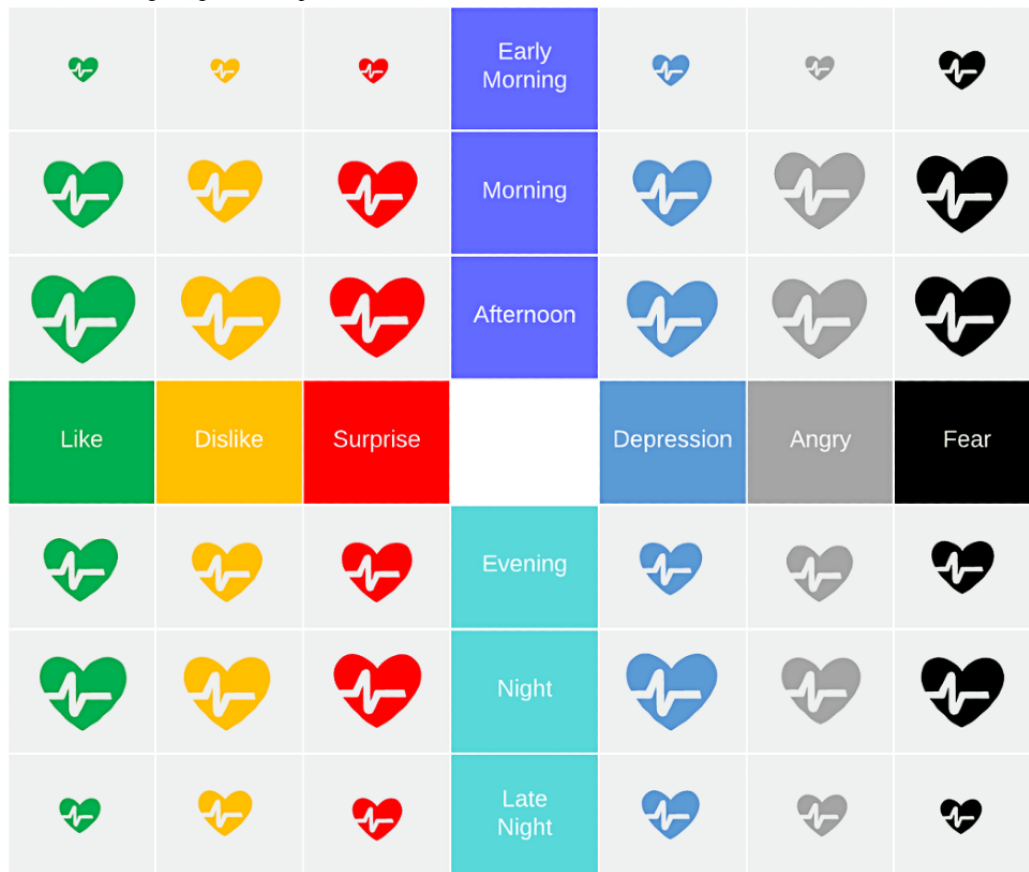 Early
Morning
Morning
Afternoon
Like
Dislike
Surprise
Depression
Angry
Fear
Evening
Night
Late
Night